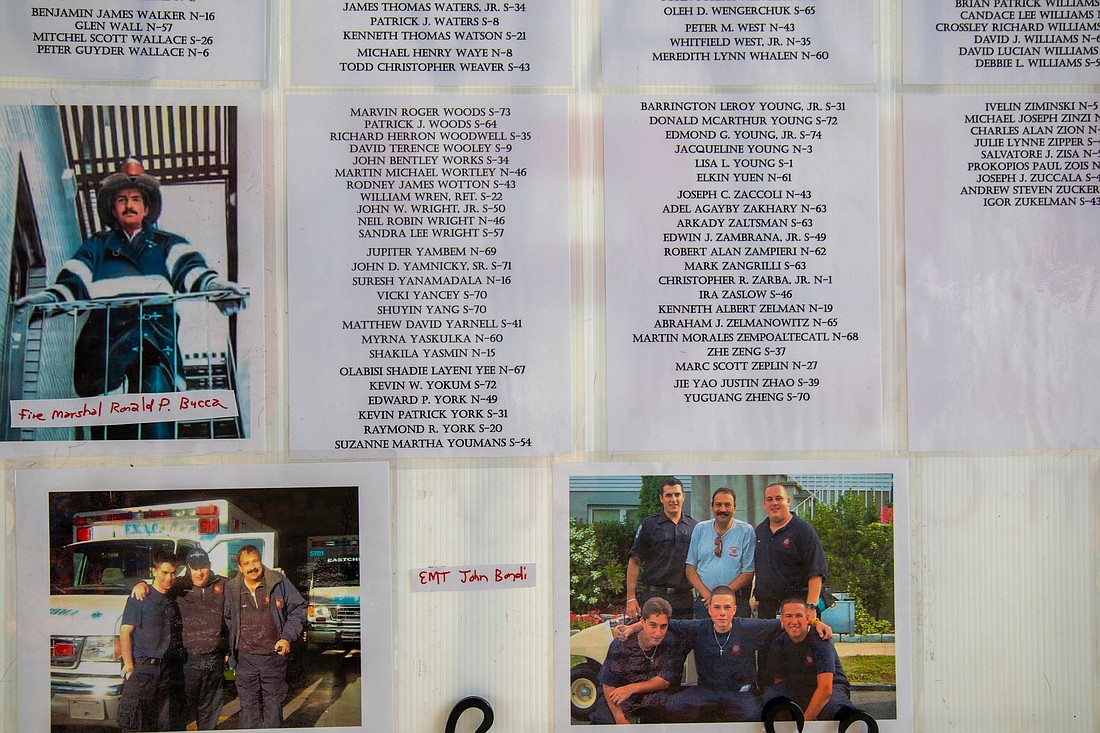 BENJAMIN JAMES WALKER N-16
GLEN WALL N-57
MITCHEL SCOTT WALLACE S-26
PETER GUYDER WALLACE N-6
JAMES THOMAS WATERS, JR. S-34
PATRICK J. WATERS S-8
KENNETH THOMAS WATSON S-21
MICHAEL HENRY WAYE N-8
TODD CHRISTOPHER WEAVER S-43
OLEH D. WENGERCHUK S-65
PETER M. WEST N-43
WHITFIELD WEST, JR. N-35
MEREDITH LYNN WHALEN N-60
BRIAN PATRICK WILLIAMS
CANDACE LEE WILLIAMS
CROSSLEY RICHARD WILLIAMS
DAVID J. WILLIAMS N-6
DAVID LUCIAN WILLIAMS
DEBBIE L. WILLIAMS S-5
Fire Marshal Ronald P. Bucca
MARVIN ROGER WOODS S-73
PATRICK J. WOODS S-64
RICHARD HERRON WOODWELL S-35
DAVID TERENCE WOOLEY S-9
JOHN BENTLEY WORKS S-34
MARTIN MICHAEL WORTLEY N-46
RODNEY JAMES WOTTON S-43
WILLIAM WREN, RET. S-22
JOHN W. WRIGHT, JR. S-50
NEIL ROBIN WRIGHT N-46
SANDRA LEE WRIGHT S-57
JUPITER YAMBEM N-69
JOHN D. YAMNICKY, SR. S-71
SURESH YANAMADALA N-16
VICKI YANCEY S-70
SHUYIN YANG S-70
MATTHEW DAVID YARNELL S-41
MYRNA YASKULKA N-60
SHAKILA YASMIN N-15
OLABISI SHADIE LAYENI YEE N-67
KEVIN W. YOKUM S-72
EDWARD P. YORK N-49
KEVIN PATRICK YORK S-31
RAYMOND R. YORK S-20
SUZANNE MARTHA YOUMANS S-54
BARRINGTON LEROY YOUNG, JR. S-31
DONALD MCARTHUR YOUNG S-72
EDMOND G. YOUNG, JR. S-74
JACQUELINE YOUNG N-3
LISA L. YOUNG S-1
ELKIN YUEN N-61
JOSEPH C. ZACCOLI N-43
ADEL AGAYBY ZAKHARY N-63
ARKADY ZALTSMAN S-63
EDWIN J. ZAMBRANA, JR. S-49
ROBERT ALAN ZAMPIERI N-62
MARK ZANGRILLI S-63
CHRISTOPHER R. ZARBA, JR. N-1
IRA ZASLOW S-46
KENNETH ALBERT ZELMAN N-19
ABRAHAM J. ZELMANOWITZ N-65
MARTIN MORALES ZEMPOALTECATL N-68
ZHE ZENG S-37
MARC SCOTT ZEPLIN N-27
JIE YAO JUSTIN ZHAO S-39
YUGUANG ZHENG S-70
IVELIN ZIMINSKI N-5
MICHAEL JOSEPH ZINZI
CHARLES ALAN ZION N-
JULIE LYNNE ZIPPER S-4
SALVATORE J. ZISA N-5
PROKOPIOS PAUL ZOIS N
JOSEPH J. ZUCCALA S-4
ANDREW STEVEN ZUCKER
IGOR ZUKELMAN S-43
5781 EASTCH
EMT John Bondi